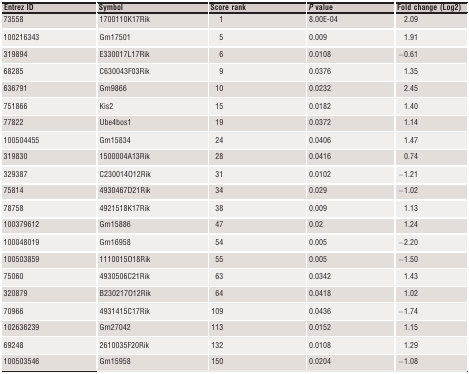 Entrez ID Symbol Score rank P value Fold change (Log2)
73558 1700110K17Rik 1 8.00E-04 2.09
100216343 Gm17501 5 0.009 1.91
319894 E330017L17Rik 6 0.0108 −0.61
68285 C630043F03Rik 9 0.0376 1.35
636791 Gm9866 10 0.0232 2.45
751866 Kis2 15 0.0182 1.40
77822 Ube4bos1 19 0.0372 1.14
100504455 Gm15834 24 0.0406 1.47
319830 1500004A13Rik 28 0.0416 0.74
329387 C230014O12Rik 31 0.0102 −1.21
75814 4930467D21Rik 34 0.029 −1.02
78758 4921518K17Rik 38 0.009 1.13
100379612 Gm15886 47 0.02 1.24
100048019 Gm16958 54 0.005 −2.20
100503859 1110015O18Rik 55 0.005 −1.50
75060 4930506C21Rik 63 0.0342 1.43
320879 B230217O12Rik 64 0.0418 1.02
70966 4931415C17Rik 109 0.0436 −1.74
102636239 Gm27042 113 0.0152 1.15
69248 2610035F20Rik 132 0.0108 1.29
100503546 Gm15958 150 0.0204 −1.08